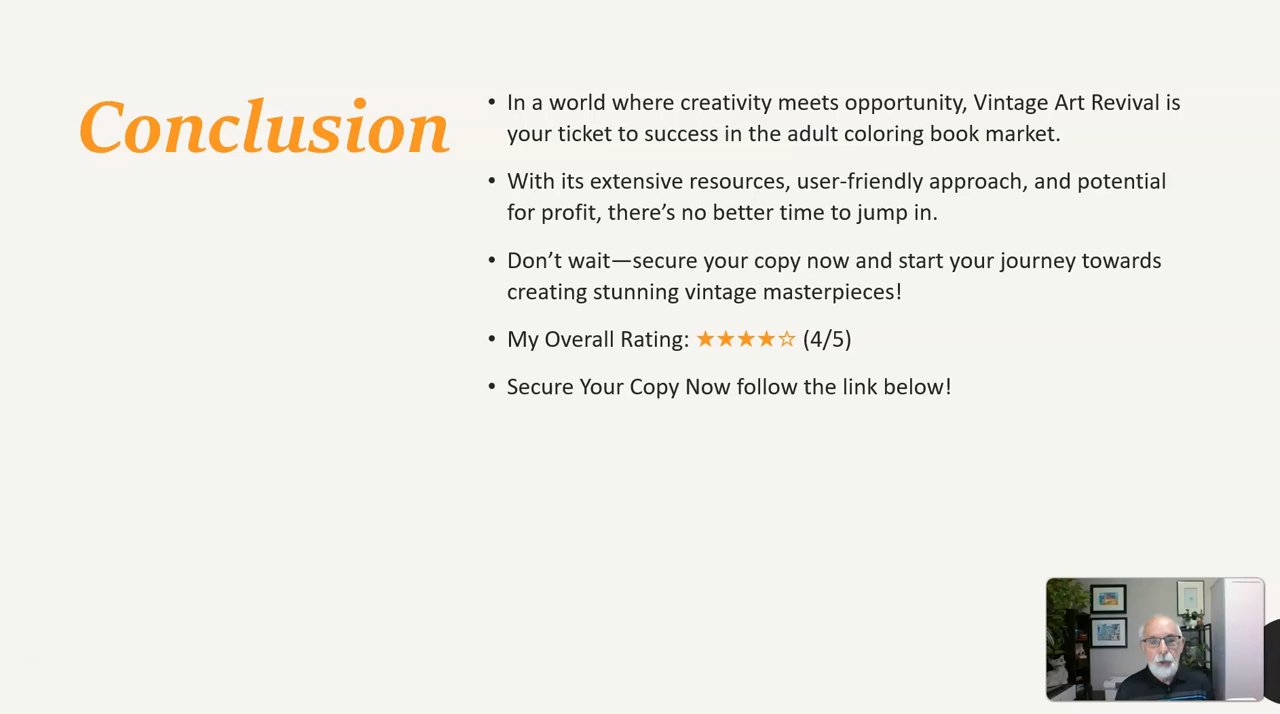 Conclusion
• In a world where creativity meets opportunity, Vintage Art Revival is
your ticket to success in the adult coloring book market.
• With its extensive resources, user-friendly approach, and potential
for profit, there’s no better time to jump in.
• Don’t wait—secure your copy now and start your journey towards
creating stunning vintage masterpieces!
• My Overall Rating: ★★★★☆ (4/5)
• Secure Your Copy Now follow the link below!